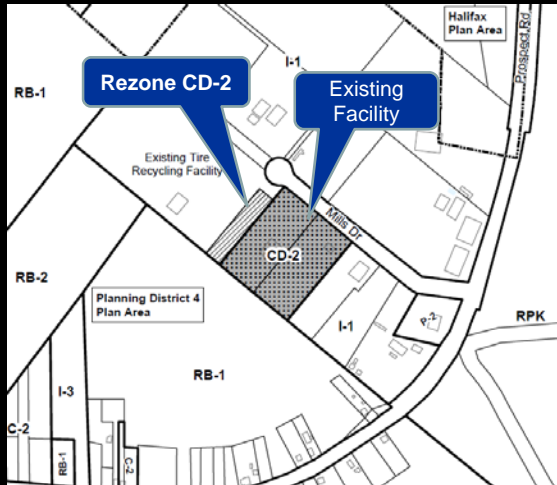 Halifax
Plan Area
Prospect Rd
I-1
RB-1
Rezone CD-2
Existing
Facility
Existing Tire
Recycling Facility
Mills Dr
CD-2
RB-2
Planning District 4
Plan Area
I-1
P-2
RPK
RB-1
I-3
C-2
RB-1
C-2